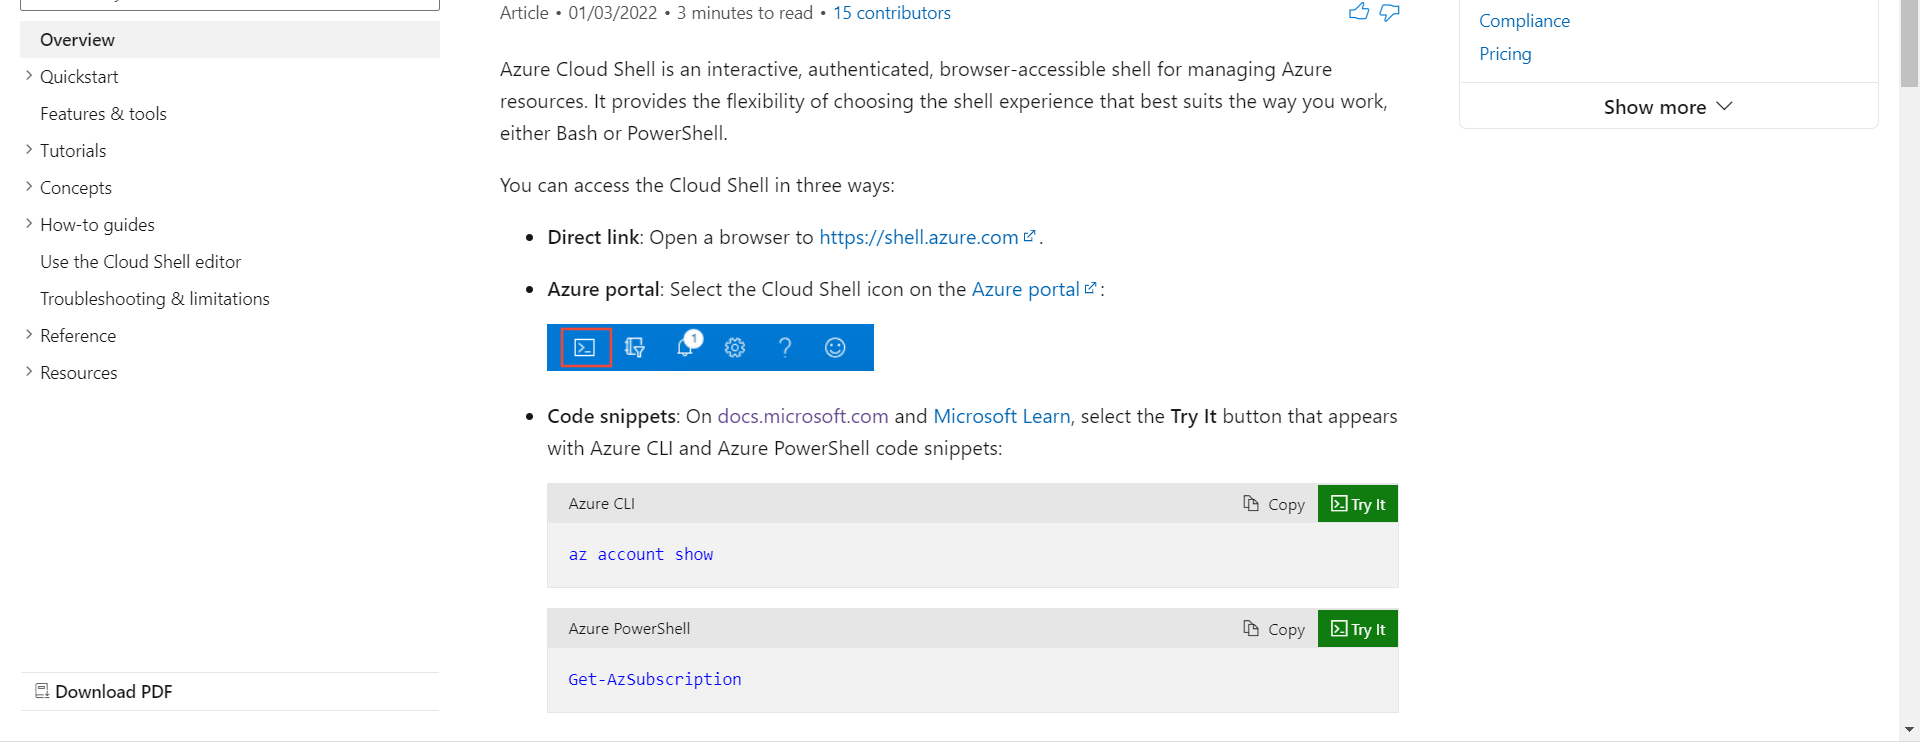 Overview
Quickstart
Features & tools
Tutorials
Concepts
How-to guides
Use the Cloud Shell editor
Troubleshooting & limitations
Reference
Resources
Download PDF
Article • 01/03/2022 • 3 minutes to read • 15 contributors
Azure Cloud Shell is an interactive, authenticated, browser-accessible shell for managing Azure
resources. It provides the flexibility of choosing the shell experience that best suits the way you work,
either Bash or PowerShell.
You can access the Cloud Shell in three ways:
• Direct link: Open a browser to https://shell.azure.com.
• Azure portal: Select the Cloud Shell icon on the Azure portal:
1
• Code snippets: On docs.microsoft.com and Microsoft Learn, select the Try It button that appears
with Azure CLI and Azure PowerShell code snippets:
Azure CLI Copy Try It
az account show
Azure PowerShell Copy Try It
Get-AzSubscription
Compliance
Pricing
Show more